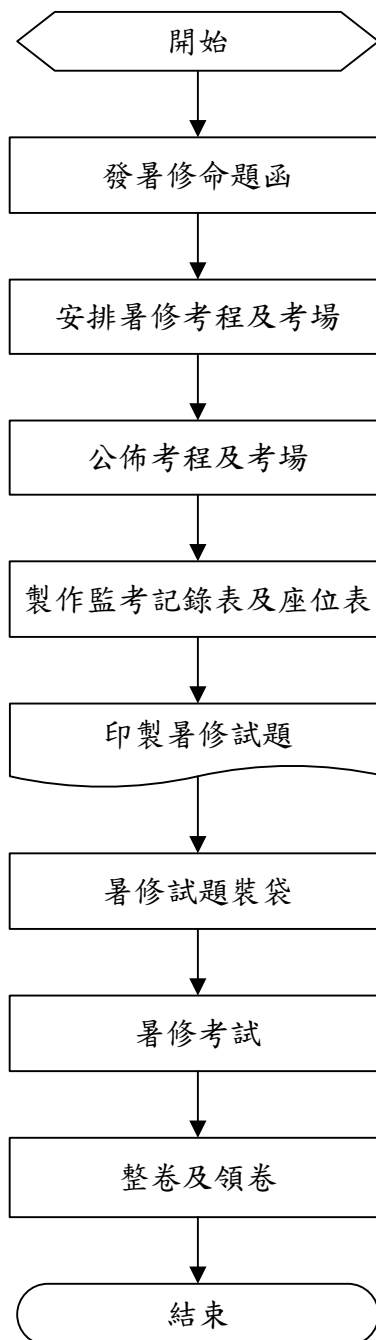 開始
發暑修命題函
安排暑修考程及考場
公佈考程及考場
製作監考記錄表及座位表
印製暑修試題
暑修試題裝袋
暑修考試
整卷及領卷
結束